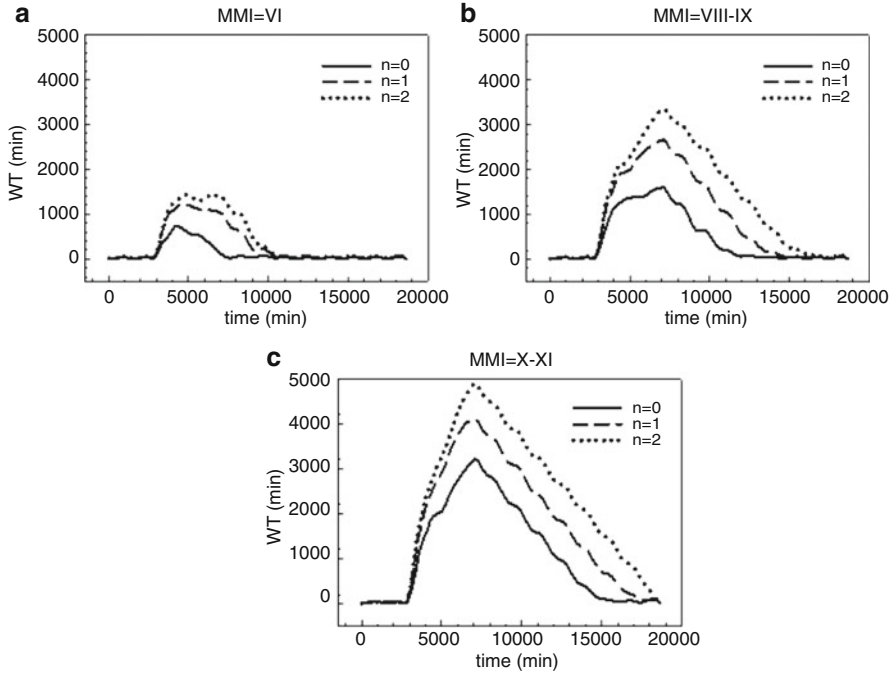 a
MMI=VI
5000
4000
3000
2000
1000
0
WT (min)
n=0
n=1
n=2
0
5000
10000
15000
20000
time (min)
b
MMI=VIII-IX
5000
4000
3000
2000
1000
0
WT (min)
n=0
n=1
n=2
0
5000
10000
15000
20000
time (min)
c
MMI=X-XI
5000
4000
3000
2000
1000
0
WT (min)
n=0
n=1
n=2
0
5000
10000
15000
20000
time (min)